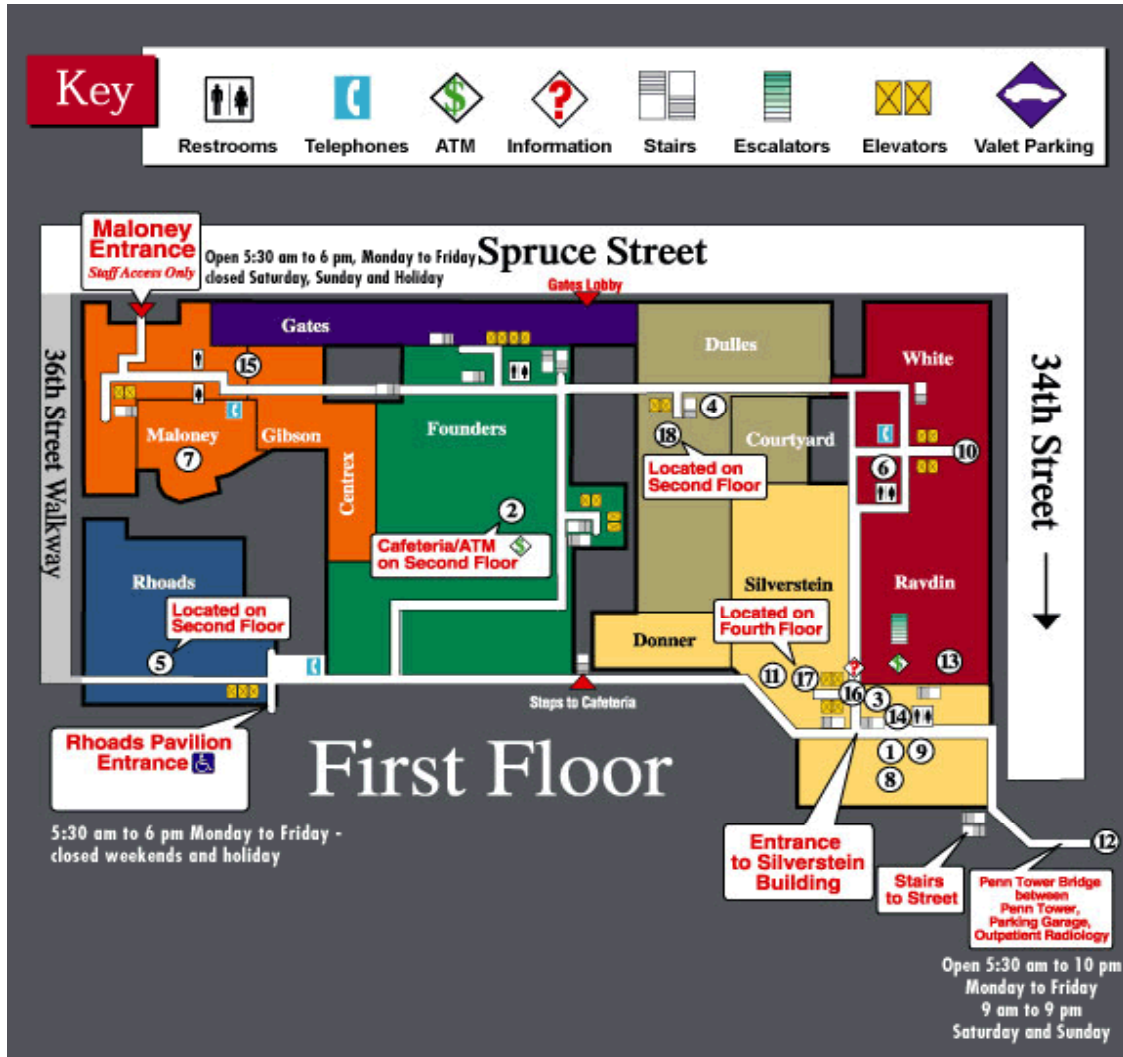 Key
Restrooms
Telephones
ATM
Information
Stairs
Escalators
Elevators
Valet Parking
Maloney
Entrance
Staff Access Only
Open 5:30 am to 6 pm, Monday to Friday
closed Saturday, Sunday and Holiday
Spruce Street
Gates Lobby
36th Street Walkway
34th Street
Gates
Dulles
White
15
4
Maloney
Gibson
Founders
18
Courtyard
7
10
6
Located on
Second Floor
Centrex
2
Cafeteria/ATM
on Second Floor
Rhoads
Silverstein
Ravdin
Located on
Second Floor
Located on
Fourth Floor
Donner
5
11
17
13
16
3
14
Steps to Cafeteria
Rhoads Pavilion
Entrance
First Floor
1
9
8
5:30 am to 6 pm Monday to Friday -
closed weekends and holiday
Entrance
to Silverstein
Building
12
Stairs
to Street
Penn Tower Bridge
between
Penn Tower,
Parking Garage,
Outpatient Radiology
Open 5:30 am to 10 pm
Monday to Friday
9 am to 9 pm
Saturday and Sunday